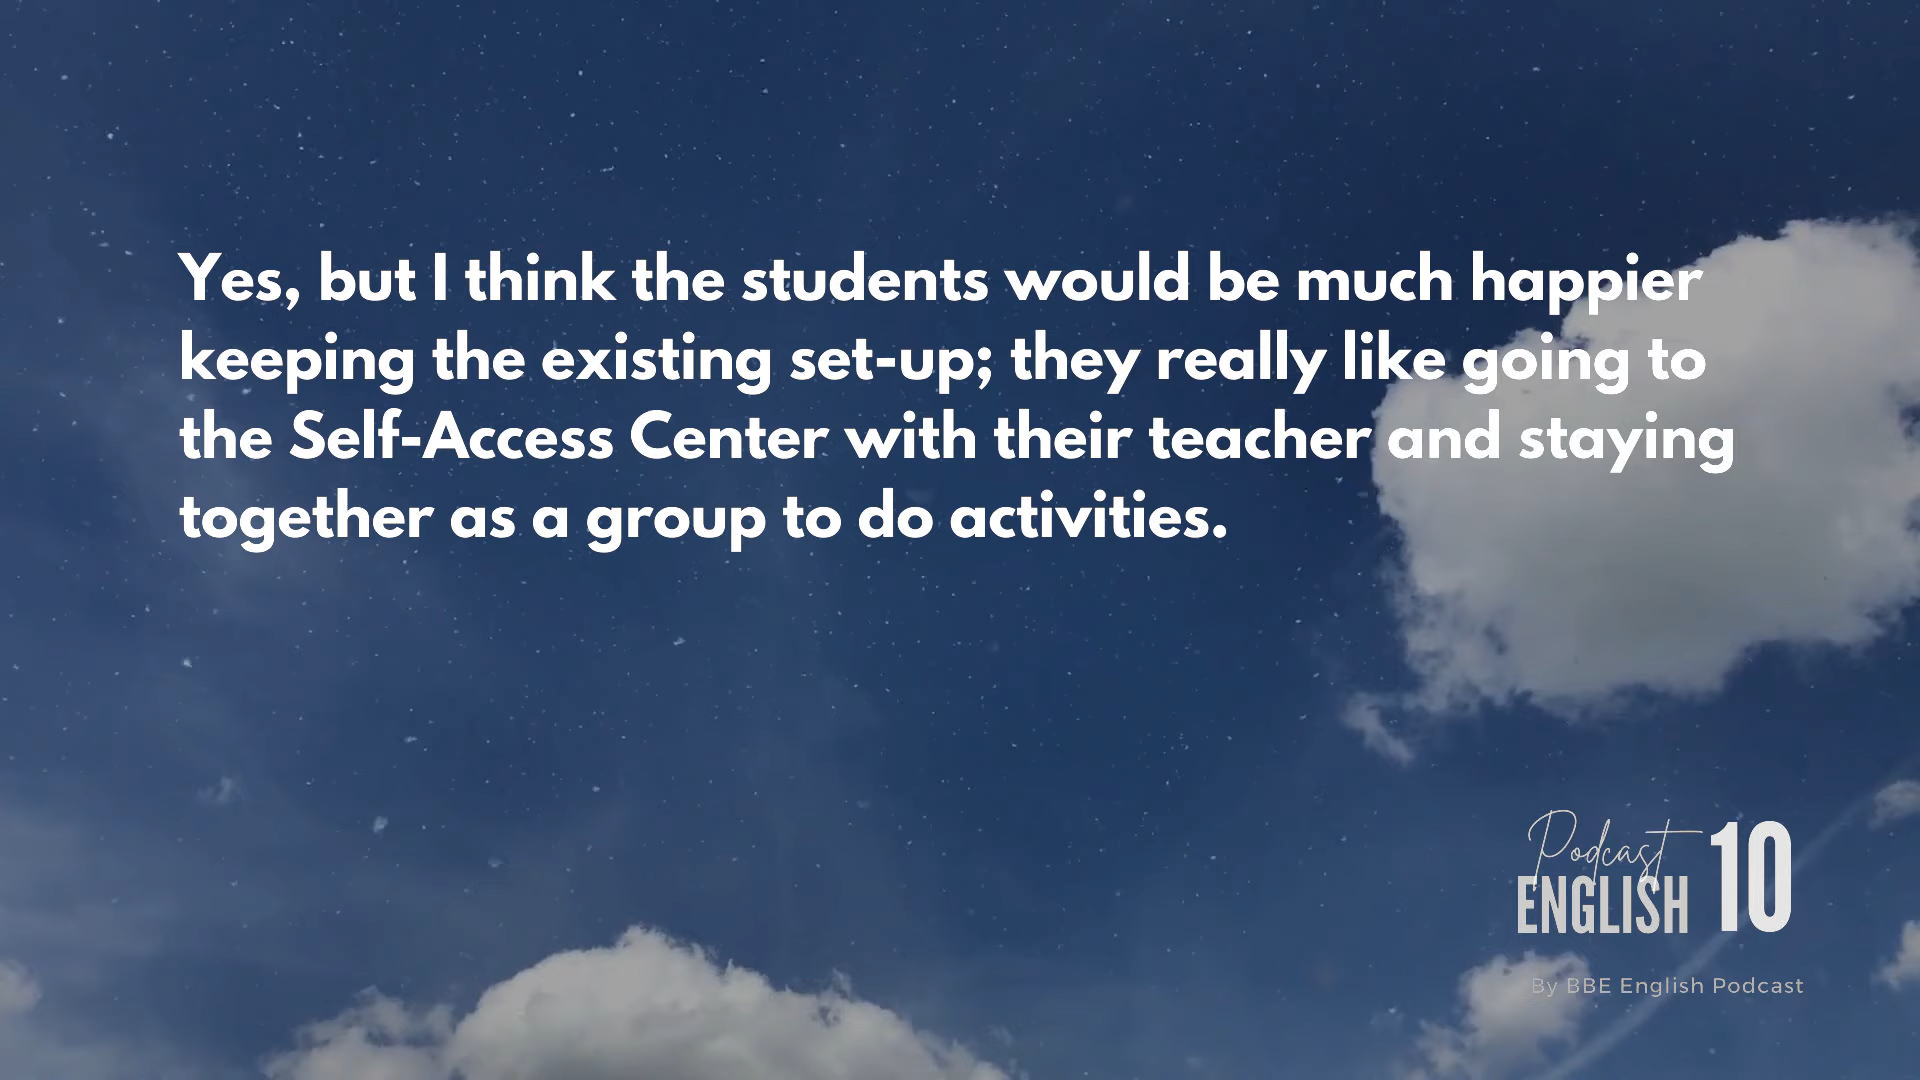 Yes, but I think the students would be much happier
keeping the existing set-up; they really like going to
the Self-Access Center with their teacher and staying
together as a group to do activities.
Podcast
ENGLISH 10
By BBE English Podcast